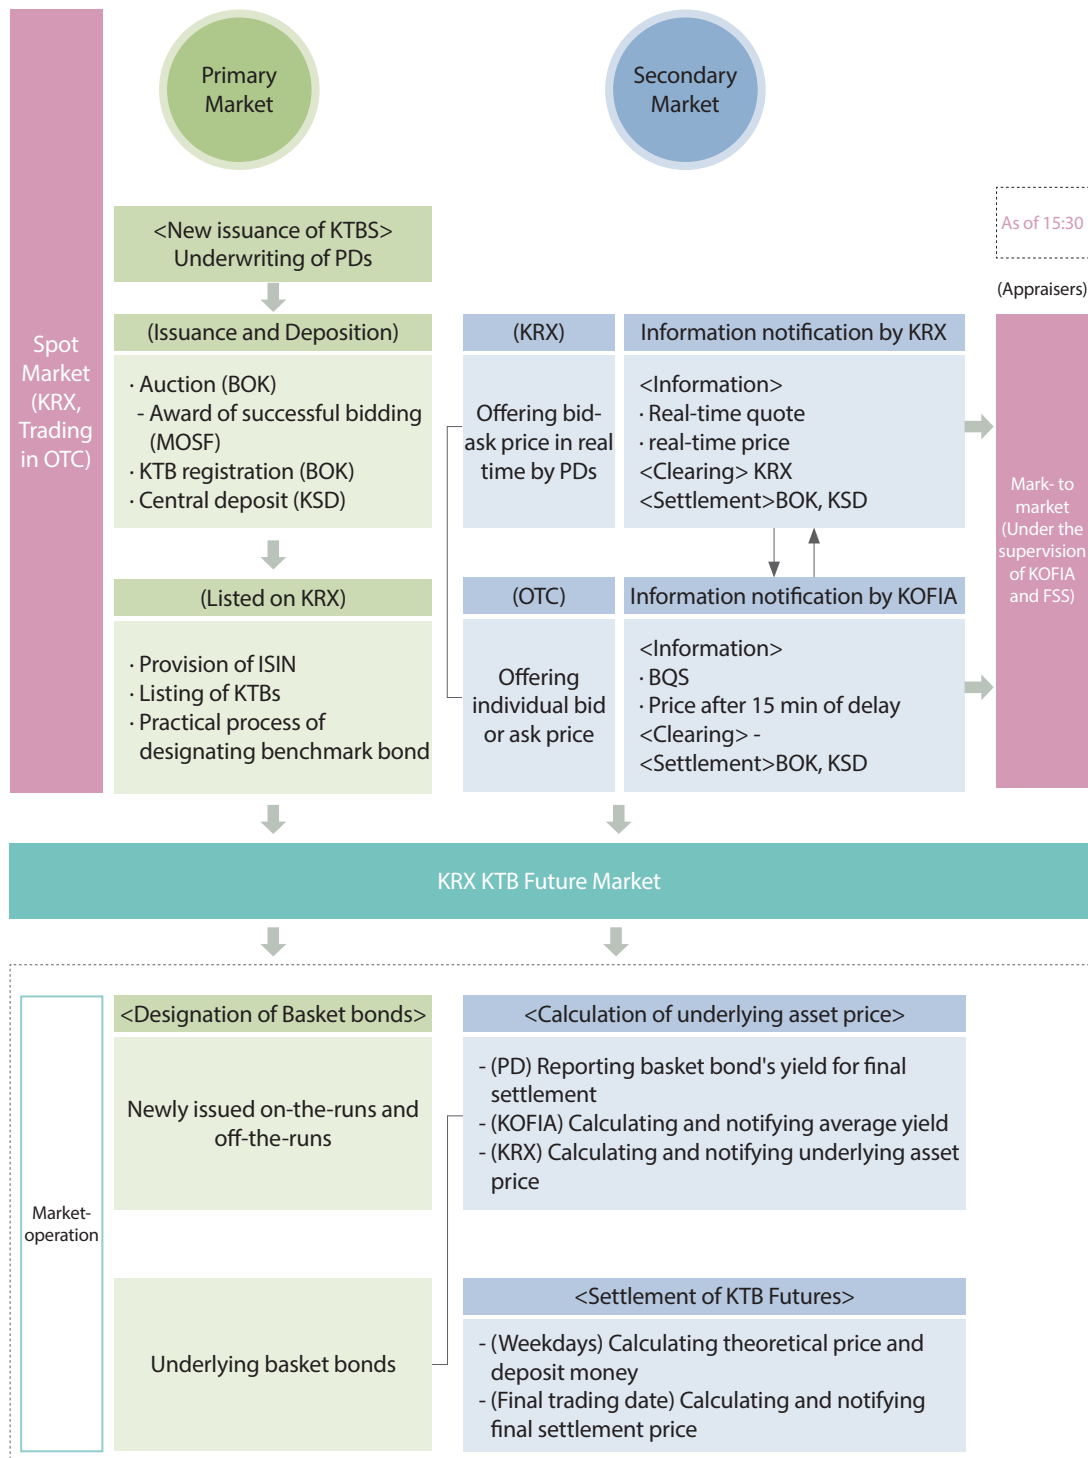 Primary
Market
Secondary
Market
As of 15:30
(Appraisers)
Spot
Market
(KRX,
Trading
in OTC)
<New issuance of KTBS>
Underwriting of PDs
(Issuance and Deposition)
· Auction (BOK)
- Award of successful bidding
(MOSF)
· KTB registration (BOK)
· Central deposit (KSD)
(Listed on KRX)
· Provision of ISIN
· Listing of KTBs
· Practical process of
designating benchmark bond
(KRX)
Offering bid-
ask price in real
time by PDs
Information notification by KRX
<Information>
· Real-time quote
· real-time price
<Clearing> KRX
<Settlement>BOK, KSD
(OTC)
Offering
individual bid
or ask price
Information notification by KOFIA
<Information>
· BQS
· Price after 15 min of delay
<Clearing> -
<Settlement>BOK, KSD
Mark- to
market
(Under the
supervision
of KOFIA
and FSS)
KRX KTB Future Market
Market-
operation
<Designation of Basket bonds>
Newly issued on-the-runs and
off-the-runs
Underlying basket bonds
<Calculation of underlying asset price>
- (PD) Reporting basket bond's yield for final
settlement
- (KOFIA) Calculating and notifying average yield
- (KRX) Calculating and notifying underlying asset
price
<Settlement of KTB Futures>
- (Weekdays) Calculating theoretical price and
deposit money
- (Final trading date) Calculating and notifying
final settlement price